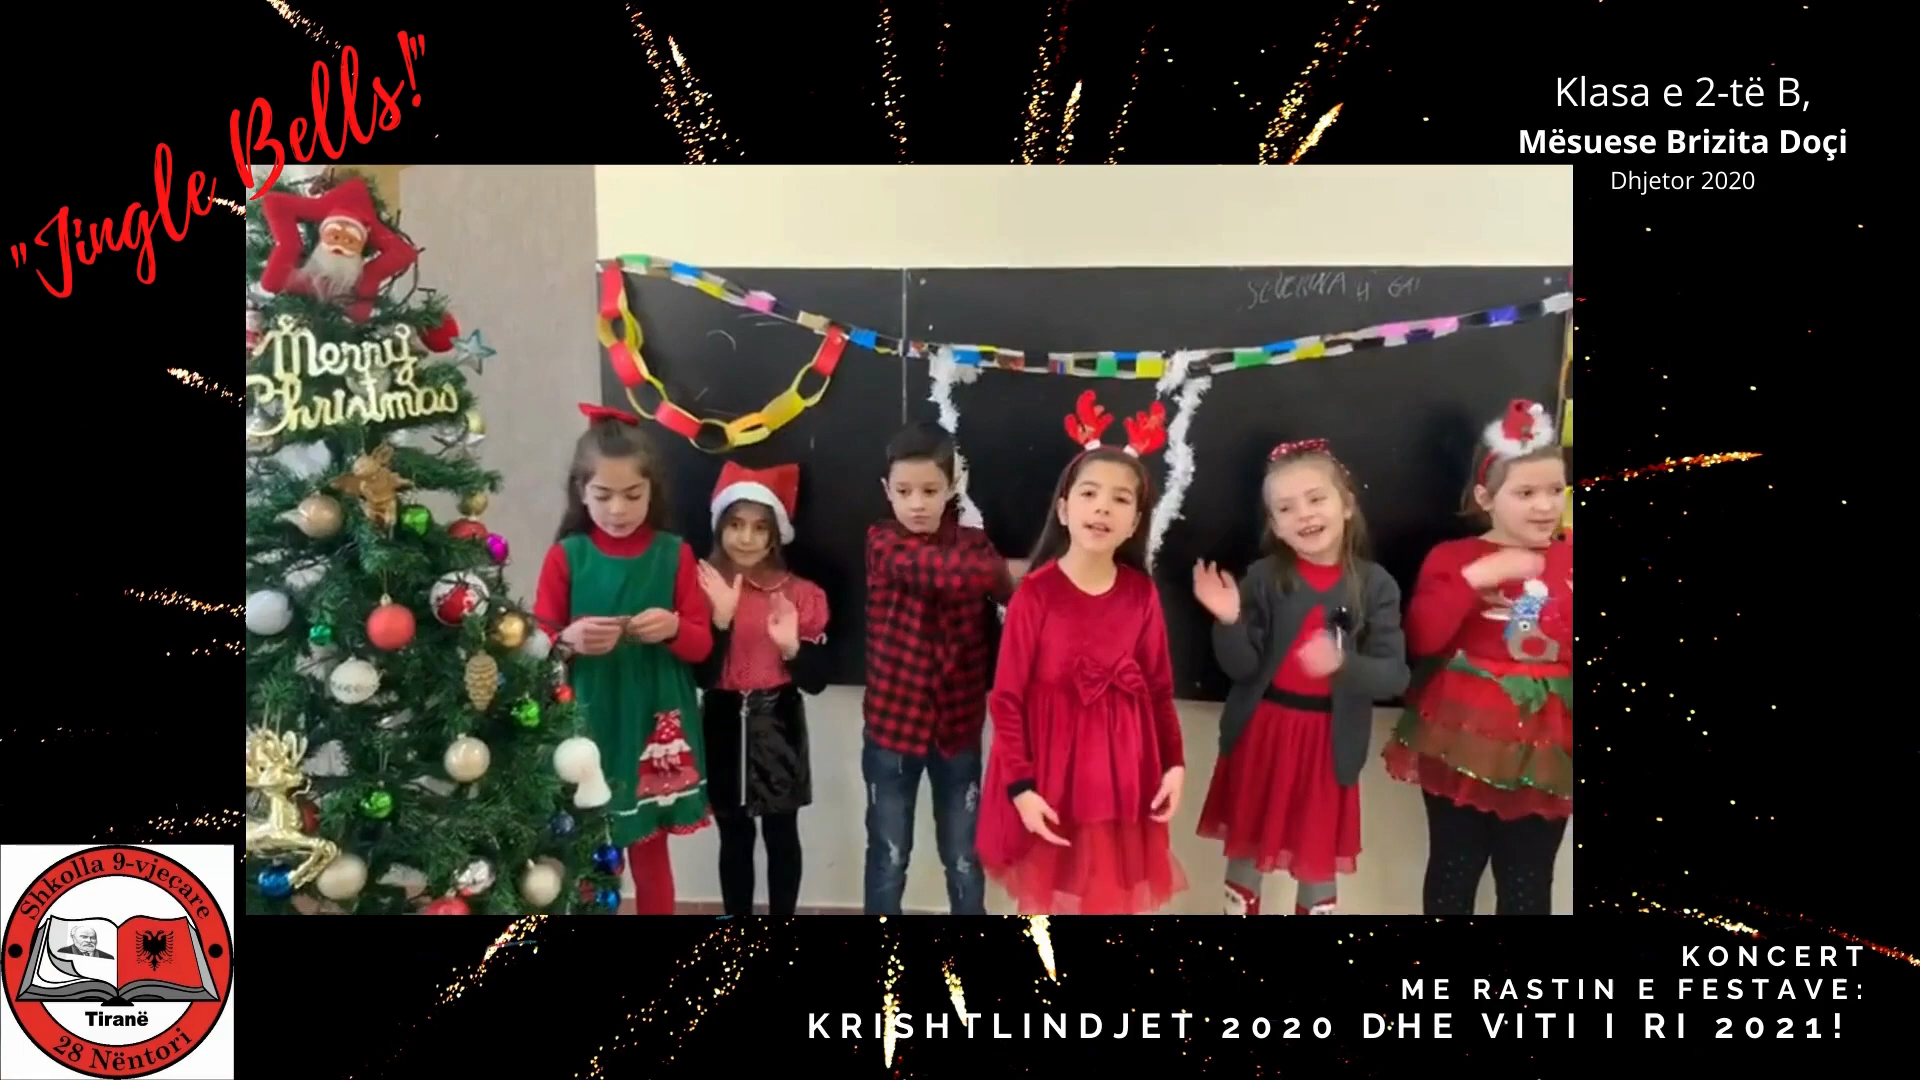 "Jingle Bells!"
Klasa e 2-të B,
Mësuese Brizita Doçi
Dhjetor 2020
Merry
Christmas
Shkolla 9-vjeçare
Tiranë
28 Nëntori
KONCERT
ME RASTIN E FESTAVE:
KRISHTLINDJET 2020 DHE VITI I RI 2021!